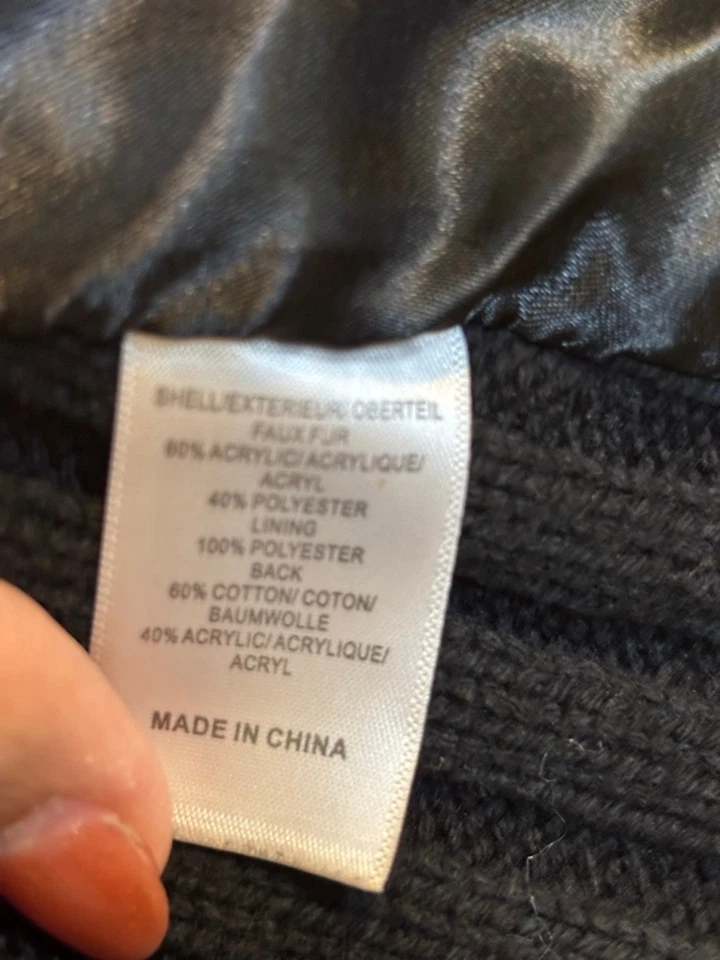 SHELL/EXTERIEUR/OBERTEIL
FAUX FUR
60% ACRYLIC/ACRYLIQUE/
ACRYL
40% POLYESTER
LINING
100% POLYESTER
BACK
60% COTTON/COTON/
BAUMWOLLE
40% ACRYLIC/ACRYLIQUE/
ACRYL
MADE IN CHINA